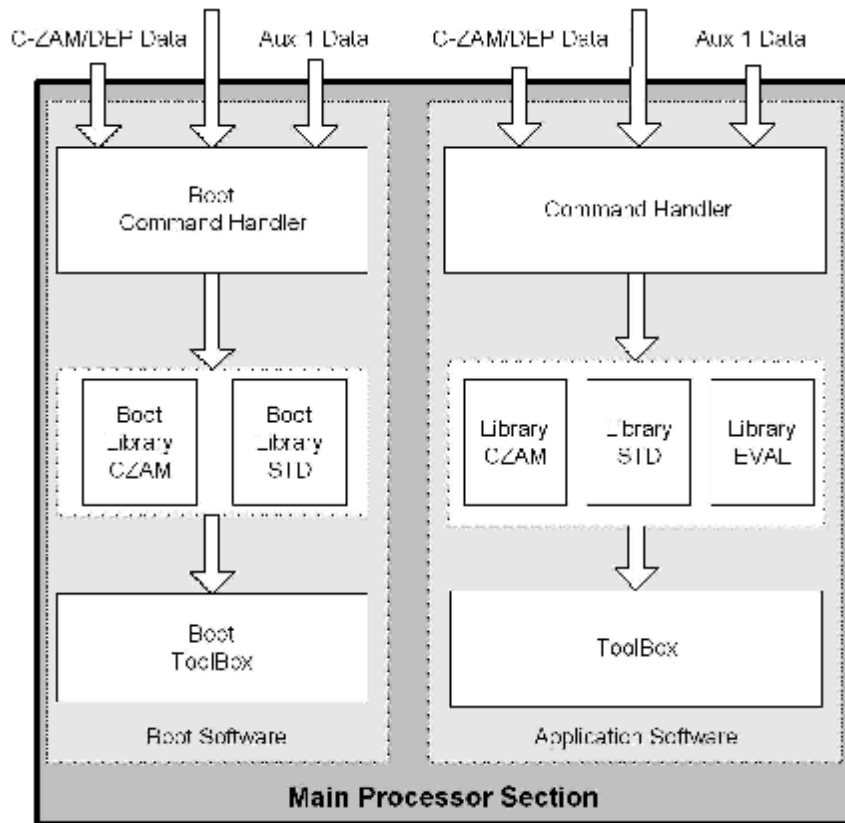 C-ZAM/DEP Data
Aux 1 Data
C-ZAM/DEP Data
Aux 1 Data
Boot
Command Handler
Command Handler
Boot
Library
CZAM
Boot
Library
STD
Library
CZAM
Library
STD
Library
EVAL
Boot
ToolBox
ToolBox
Boot Software
Application Software
Main Processor Section